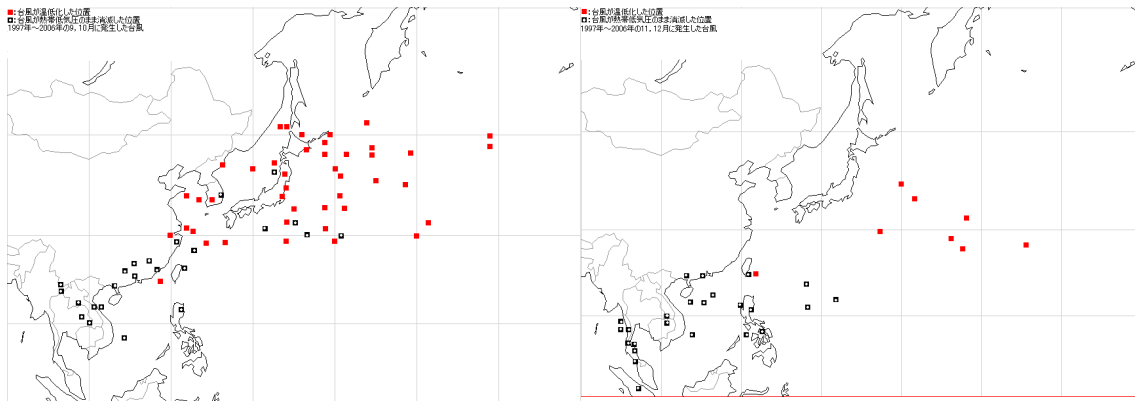 ■:台風が温低化した位置
◘:台風が熱帯低気圧のまま消滅した位置
1997年～2006年の9,10月に発生した台風
■:台風が温低化した位置
◘:台風が熱帯低気圧のまま消滅した位置
1997年～2006年の11,12月に発生した台風